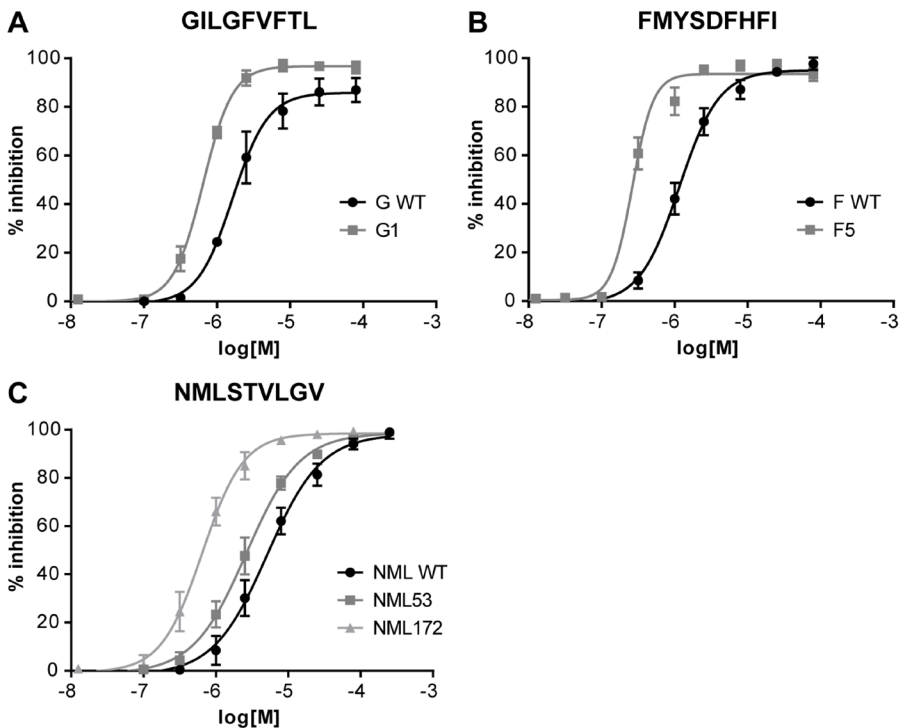 A
GILGFVFTL
% inhibition
100
80
60
40
20
0
-8 -7 -6 -5 -4 -3
log[M]
G WT
G1
B
FMYSDFHFI
% inhibition
100
80
60
40
20
0
-8 -7 -6 -5 -4 -3
log[M]
F WT
F5
C
NMLSTVLGV
% inhibition
100
80
60
40
20
0
-8 -7 -6 -5 -4 -3
log[M]
NML WT
NML53
NML172